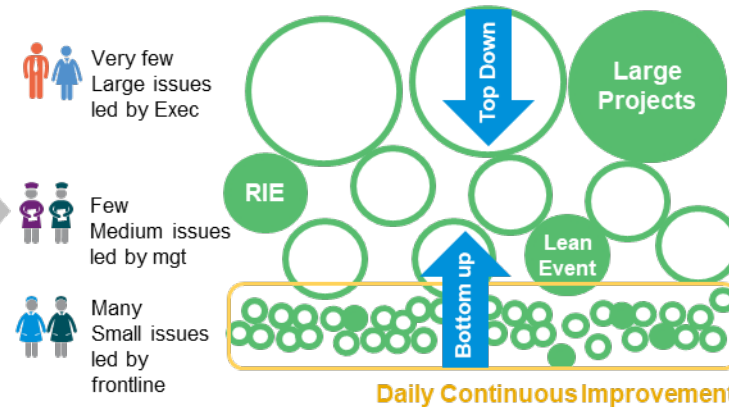 Very few
Large issues
led by Exec
Top Down
Large
Projects
RIE
Few
Medium issues
led by mgt
Lean
Event
Many
Small issues
led by
frontline
Bottom up
Daily Continuous Improvement